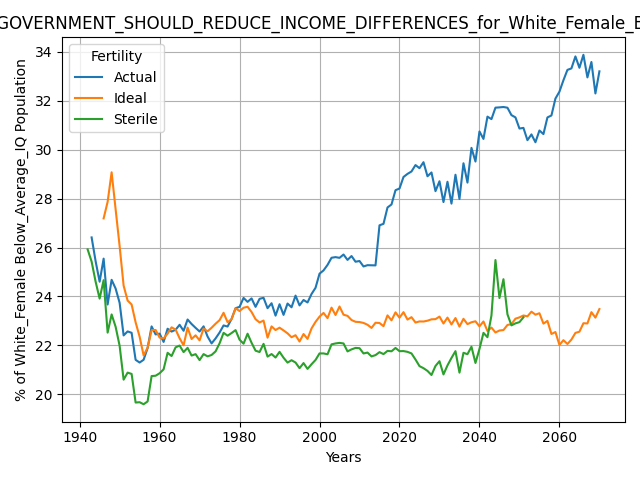 GOVERNMENT_SHOULD_REDUCE_INCOME_DIFFERENCES_for_White_Female_B
Fertility
Actual
Ideal
Sterile
% of White_Female Below_Average_IQ Population
34
32
30
28
26
24
22
20
1940
1960
1980
2000
2020
2040
2060
Years